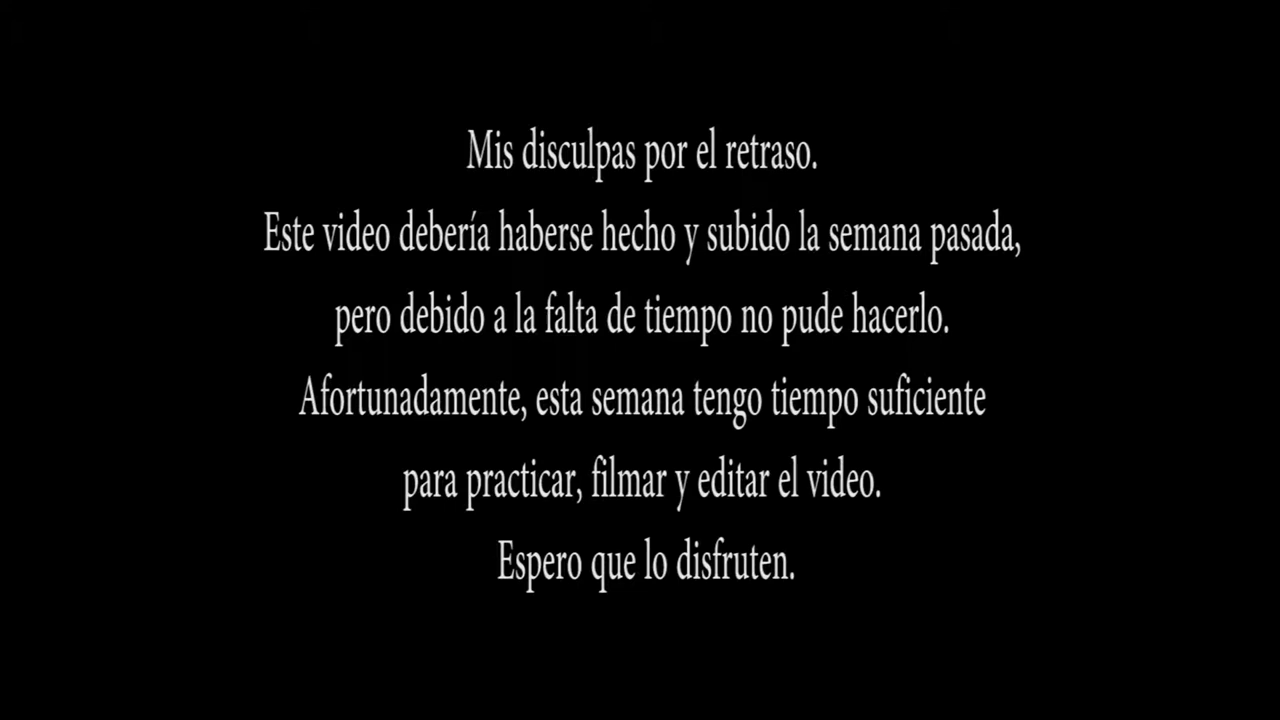 Mis disculpas por el retraso.
Este video debería haberse hecho y subido la semana pasada,
pero debido a la falta de tiempo no pude hacerlo.
Afortunadamente, esta semana tengo tiempo suficiente
para practicar, filmar y editar el video.
Espero que lo disfruten.